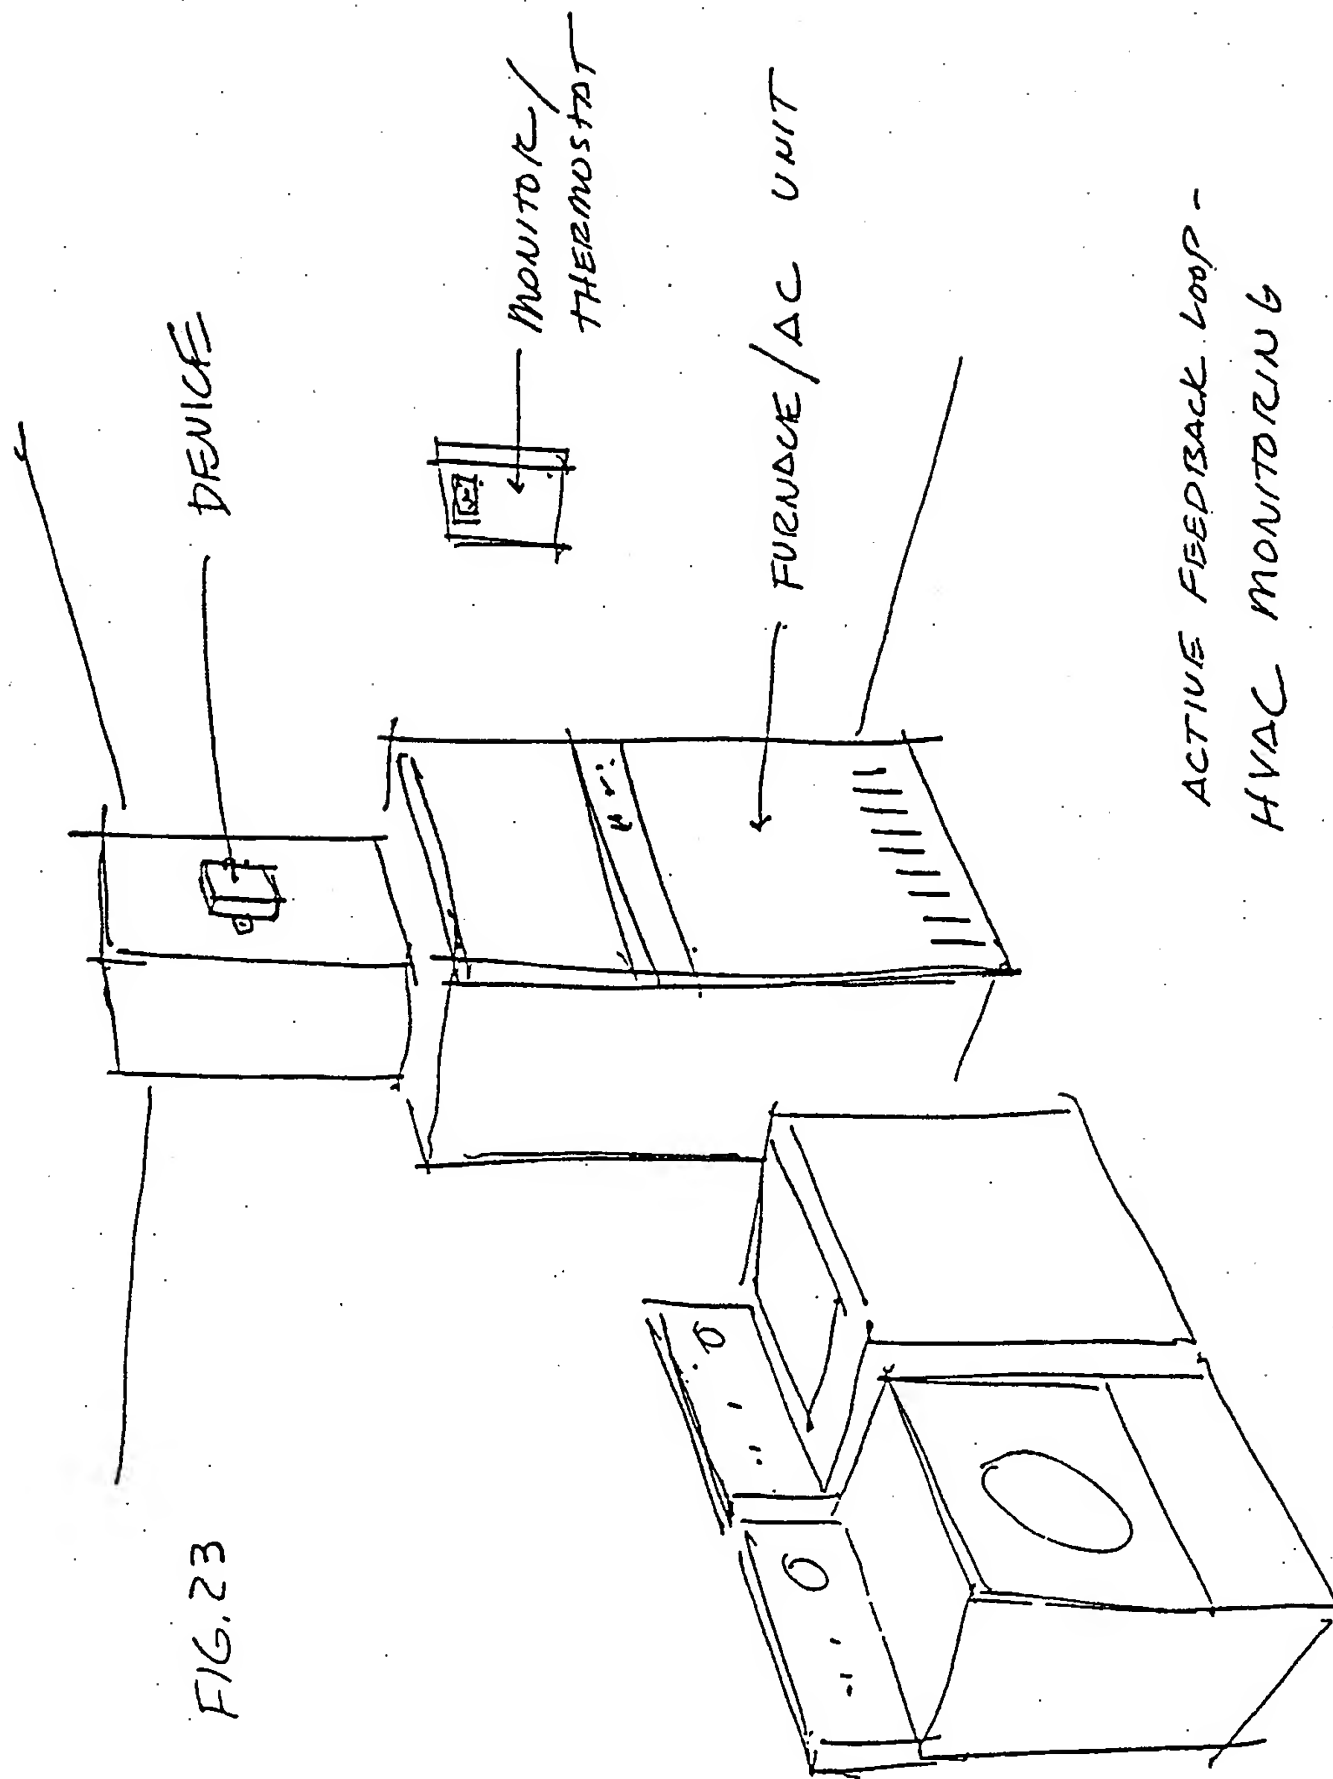 FIG. 23
DEVICE
MONITOR/
THERMOSTAT
FURNACE/AC UNIT
ACTIVE FEEDBACK LOOP -
HVAC MONITORING